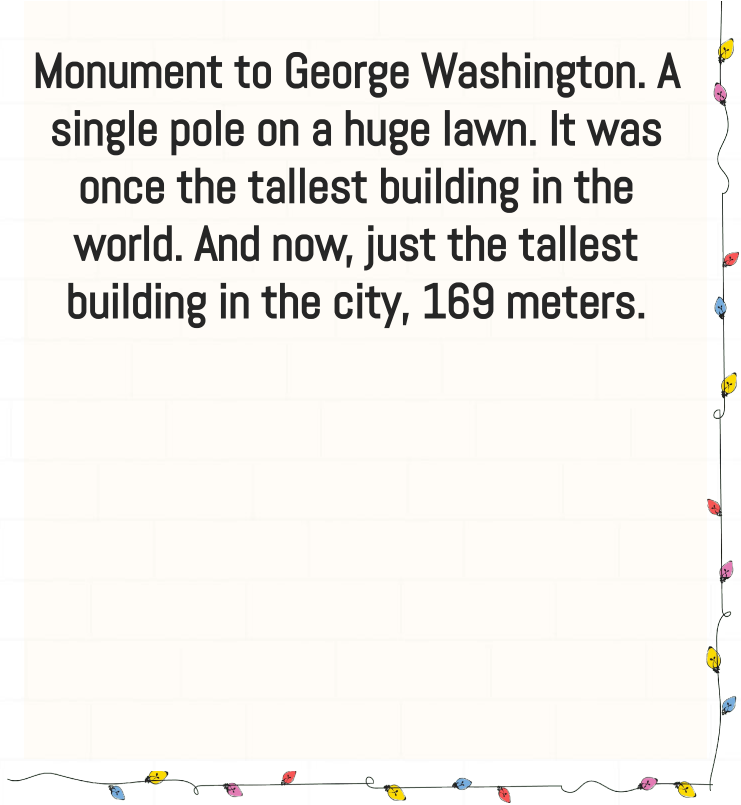 Monument to George Washington. A
single pole on a huge lawn. It was
once the tallest building in the
world. And now, just the tallest
building in the city, 169 meters.